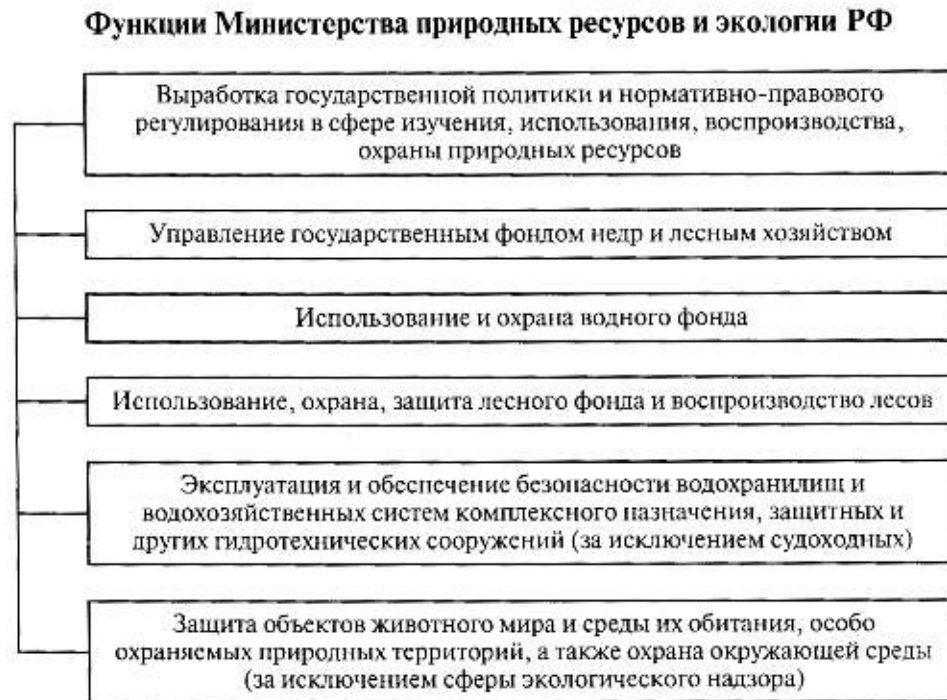 Функции Министерства природных ресурсов и экологии РФ
Выработка государственной политики и нормативно-правового
регулирования в сфере изучения, использования, воспроизводства,
охраны природных ресурсов
Управление государственным фондом недр и лесным хозяйством
Использование и охрана водного фонда
Использование, охрана, защита лесного фонда и воспроизводство лесов
Эксплуатация и обеспечение безопасности водохранилищ и
водохозяйственных систем комплексного назначения, защитных и
других гидротехнических сооружений (за исключением судоходных)
Защита объектов животного мира и среды их обитания, особо
охраняемых природных территорий, а также охрана окружающей среды
(за исключением сферы экологического надзора)